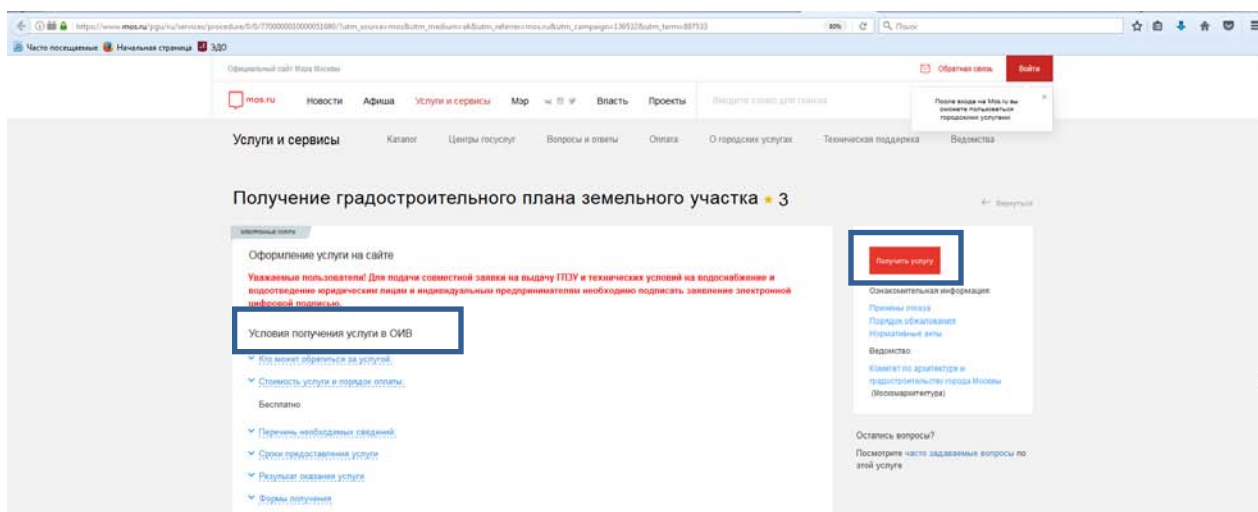 Часто посещаемые Начальная страница ЭДО
80%
Поиск
Официальный сайт Мэра Москвы
Обратная связь
Войти
mos.ru
Новости Афиша Услуги и сервисы Мэр Власть Проекты
После входа на Mos.ru вы
сможете пользоваться
городскими услугами
Услуги и сервисы
Каталог Центры госуслуг Вопросы и ответы Оплата О городских услугах Техническая поддержка Ведомства
Получение градостроительного плана земельного участка 3
Вернуться
ЭЛЕКТРОННЫЕ УСЛУГИ
Оформление услуги на сайте
Уважаемые пользователи! Для подачи совместной заявки на выдачу ГПЗУ и технических условий на водоснабжение и
водоотведение юридическим лицам и индивидуальным предпринимателям необходимо подписать заявление электронной
цифровой подписью.
Условия получения услуги в ОИВ
Кто может обратиться за услугой:
Стоимость услуги и порядок оплаты:
Бесплатно
Перечень необходимых сведений:
Сроки предоставления услуги
Результат оказания услуги
Формы получения
Получить услугу
Ознакомительная информация:
Причины отказа
Порядок обжалования
Нормативные акты
Ведомство:
Комитет по архитектуре и
градостроительству города Москвы
(Москомархитектура)
Остались вопросы?
Посмотрите часто задаваемые вопросы по
этой услуге